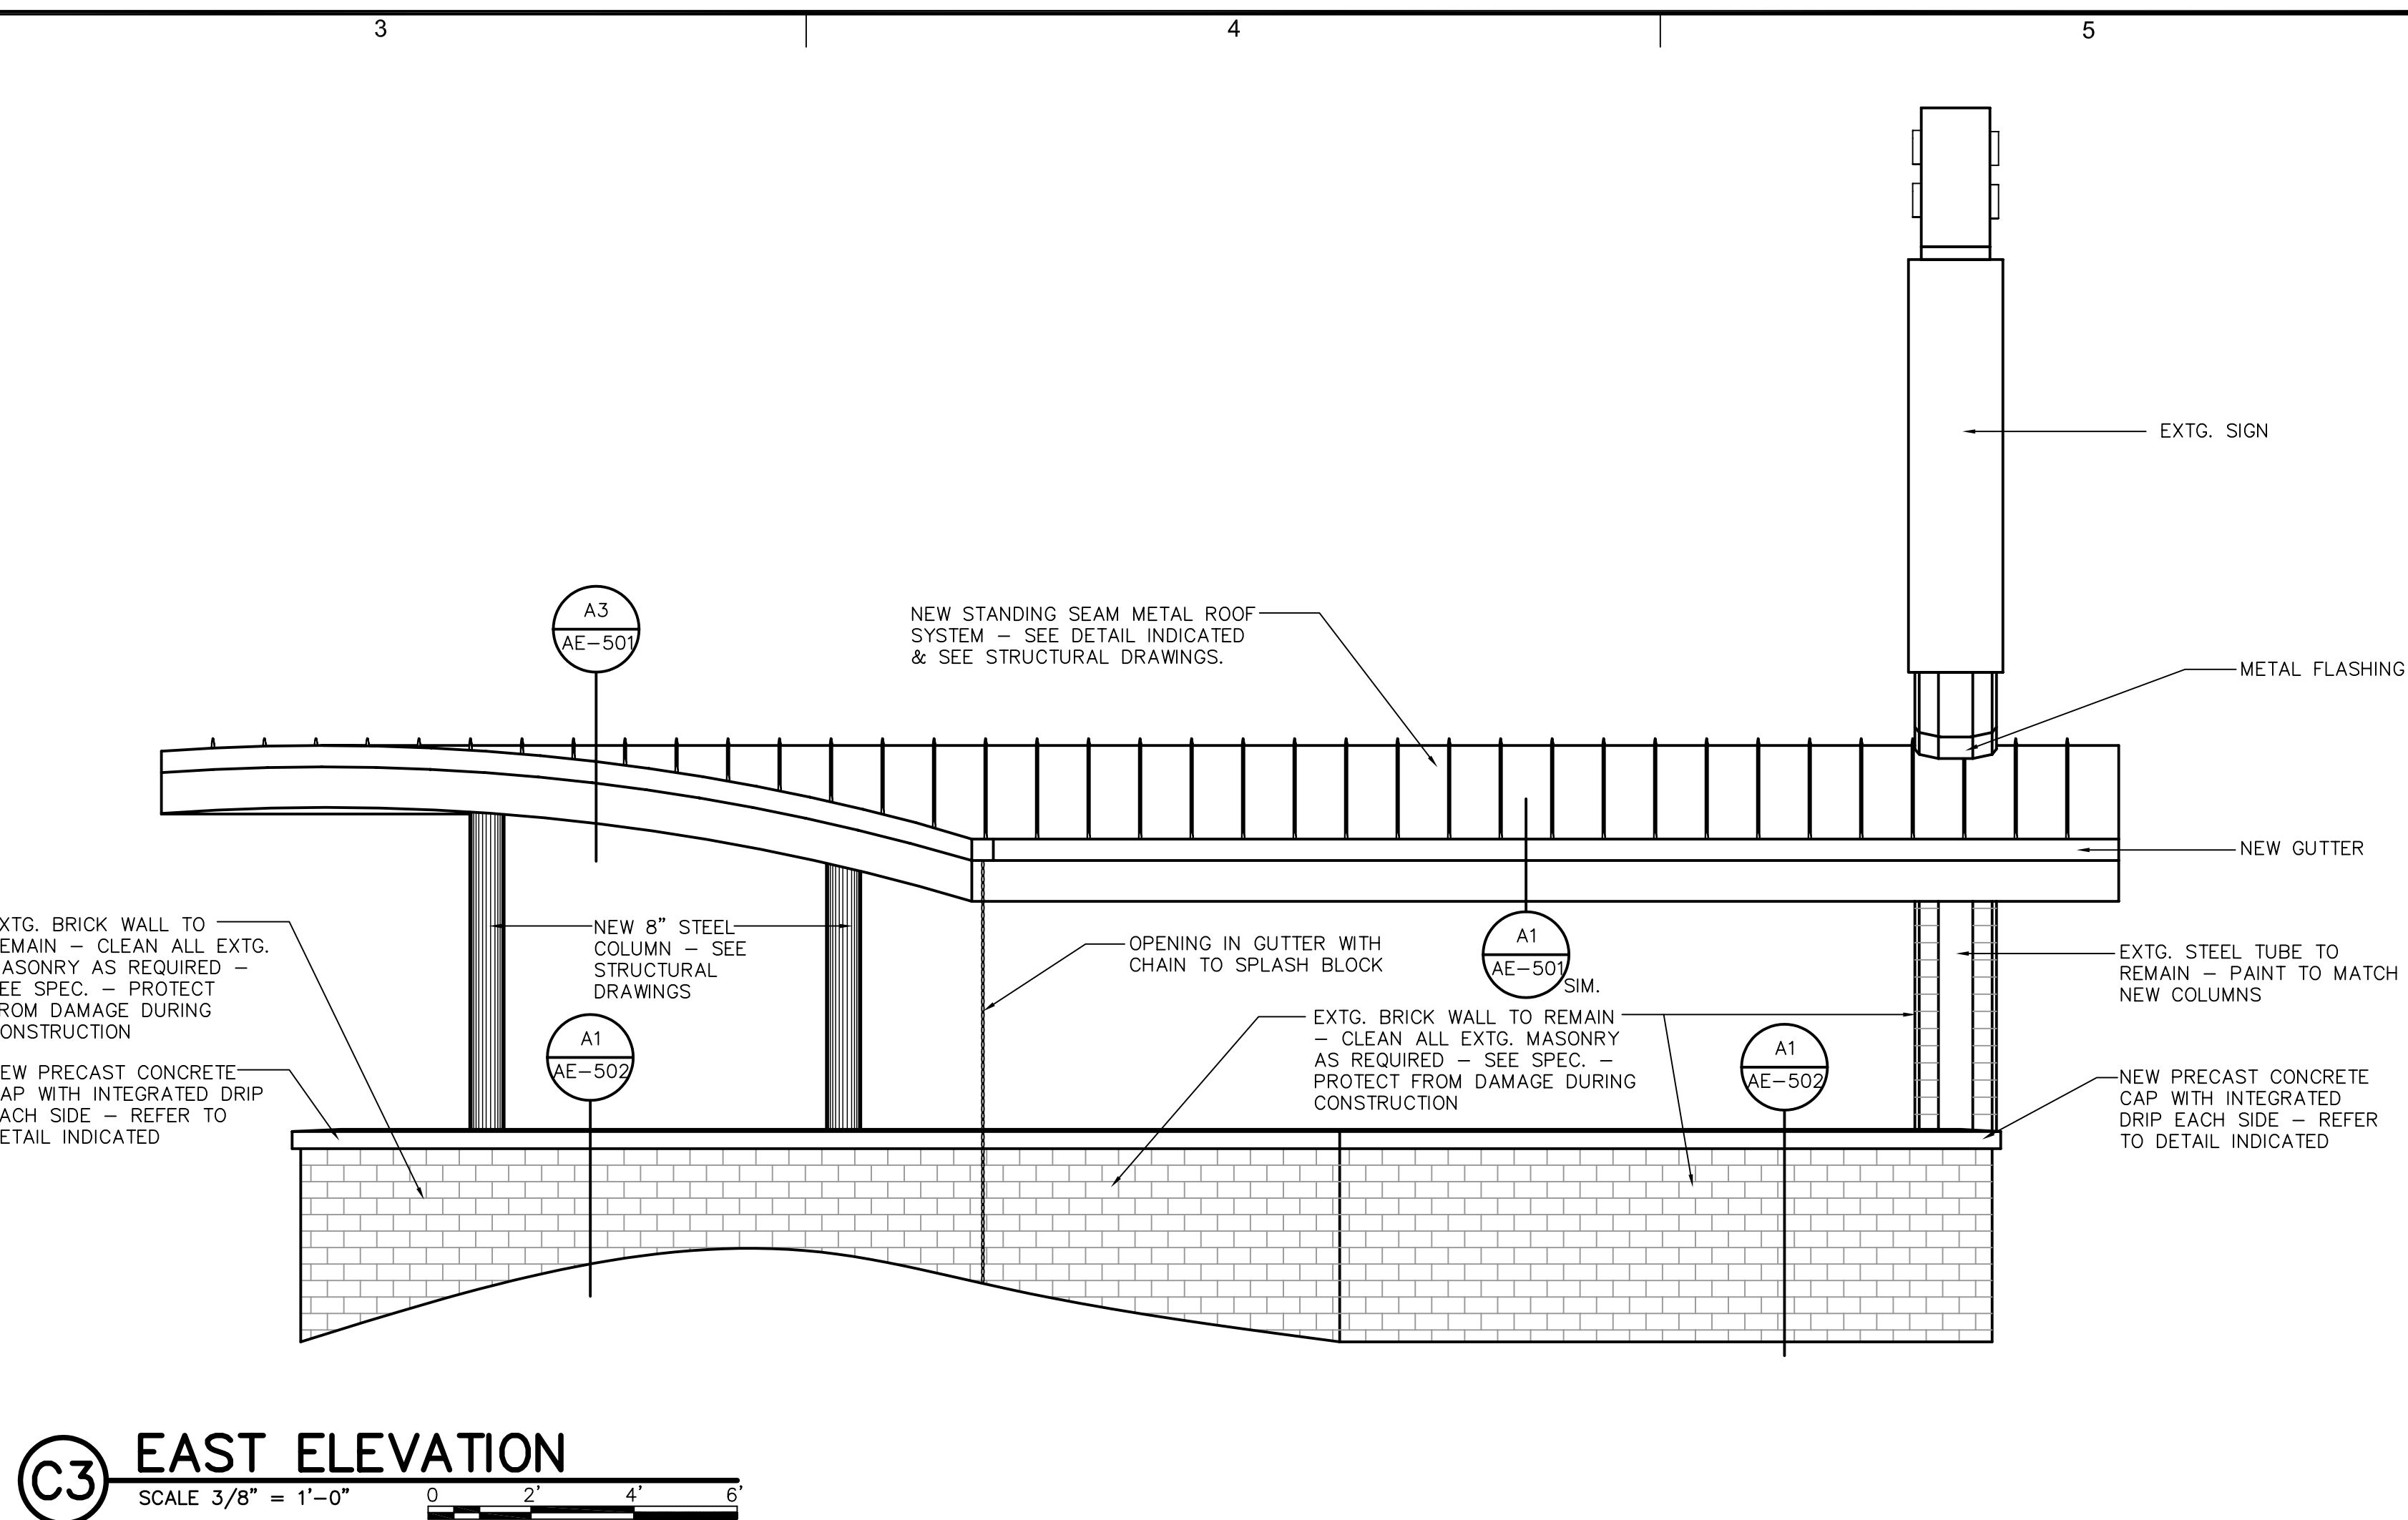 3
4
5
EXTG. SIGN
A3
AE-501
NEW STANDING SEAM METAL ROOF
SYSTEM – SEE DETAIL INDICATED
& SEE STRUCTURAL DRAWINGS.
METAL FLASHING
NEW GUTTER
XTG. BRICK WALL TO
EMAIN – CLEAN ALL EXTG.
ASONRY AS REQUIRED –
EE SPEC. – PROTECT
ROM DAMAGE DURING
ONSTRUCTION
NEW 8" STEEL
COLUMN – SEE
STRUCTURAL
DRAWINGS
OPENING IN GUTTER WITH
CHAIN TO SPLASH BLOCK
A1
AE-501
SIM.
EXTG. STEEL TUBE TO
REMAIN – PAINT TO MATCH
NEW COLUMNS
EW PRECAST CONCRETE
AP WITH INTEGRATED DRIP
ACH SIDE – REFER TO
ETAIL INDICATED
A1
AE-502
EXTG. BRICK WALL TO REMAIN
– CLEAN ALL EXTG. MASONRY
AS REQUIRED – SEE SPEC. –
PROTECT FROM DAMAGE DURING
CONSTRUCTION
A1
AE-502
NEW PRECAST CONCRETE
CAP WITH INTEGRATED
DRIP EACH SIDE – REFER
TO DETAIL INDICATED
C3
EAST ELEVATION
SCALE 3/8" = 1'-0"
0 2' 4' 6'